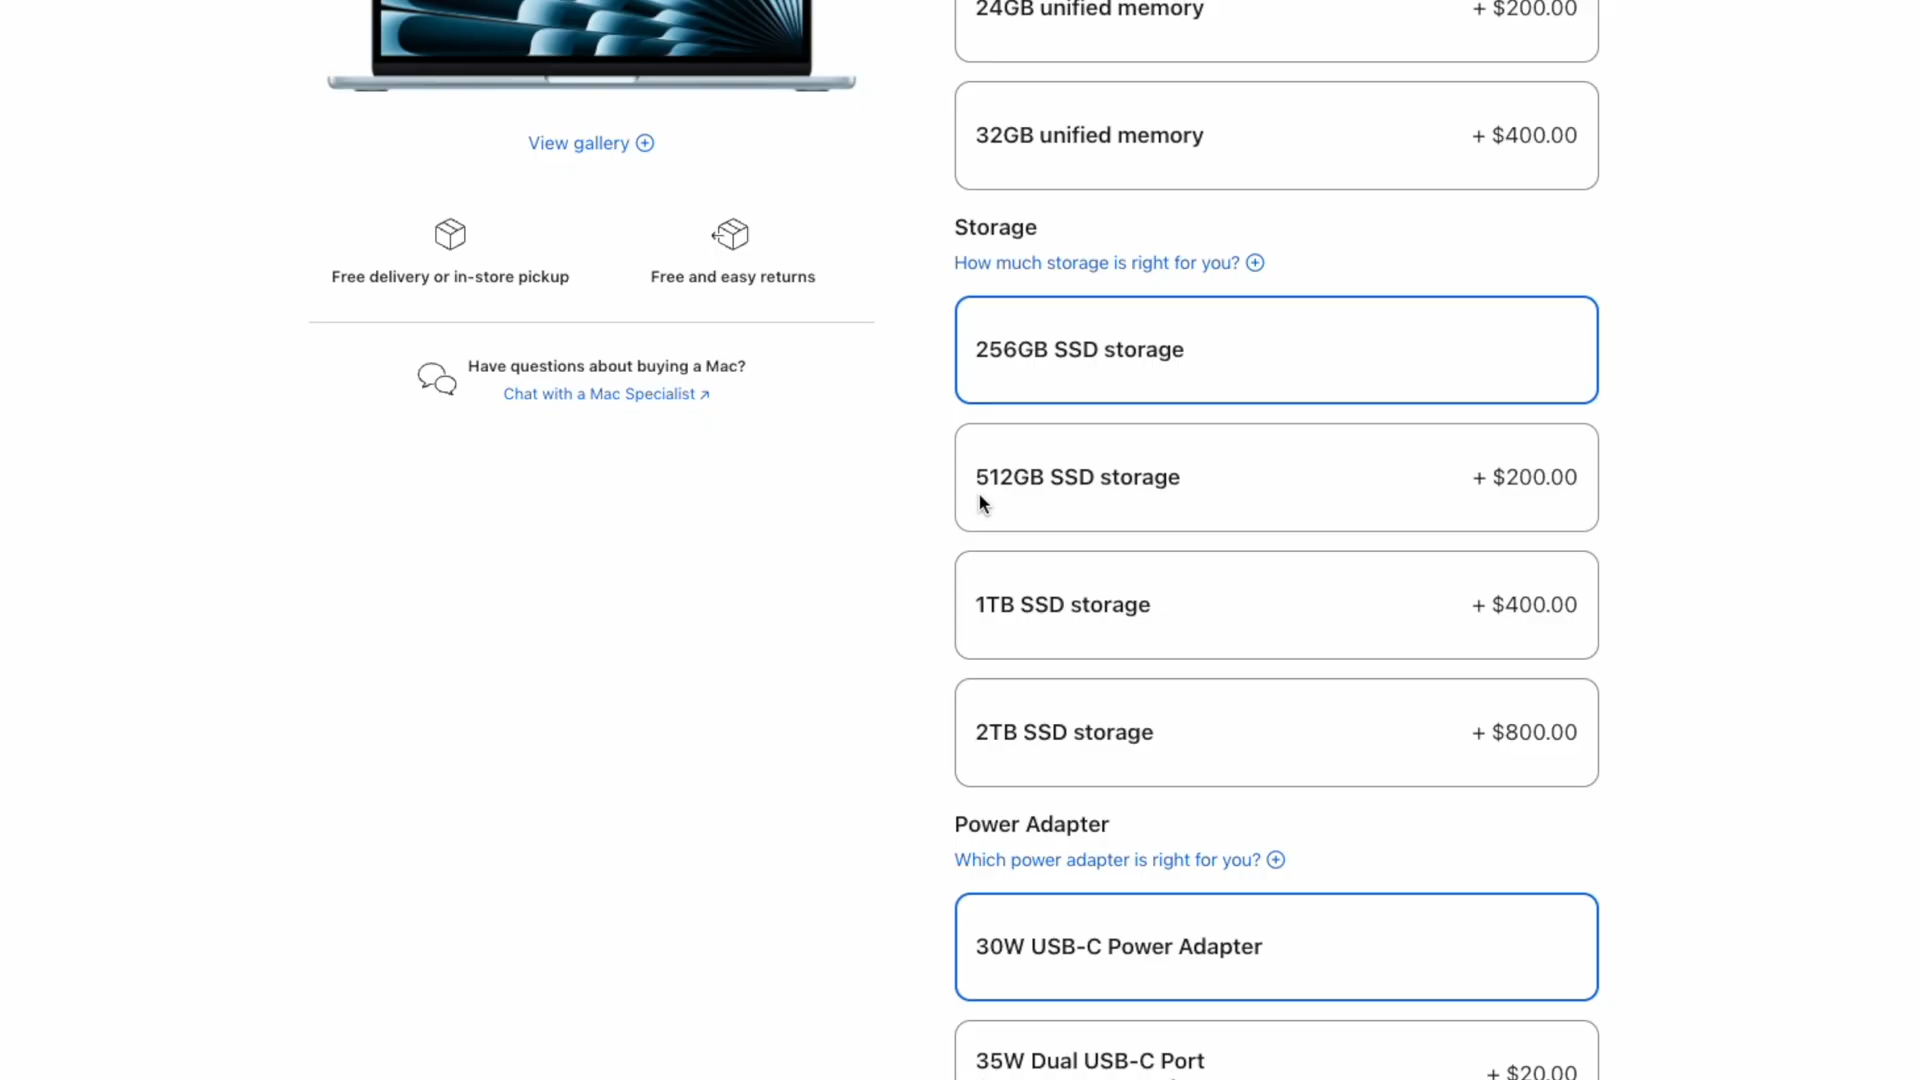 24GB unified memory
+ $200.00
32GB unified memory
+ $400.00
View gallery
Free delivery or in-store pickup
Free and easy returns
Have questions about buying a Mac?
Chat with a Mac Specialist ↗
Storage
How much storage is right for you?
256GB SSD storage
512GB SSD storage
+ $200.00
1TB SSD storage
+ $400.00
2TB SSD storage
+ $800.00
Power Adapter
Which power adapter is right for you?
30W USB-C Power Adapter
35W Dual USB-C Port
+ $20.00